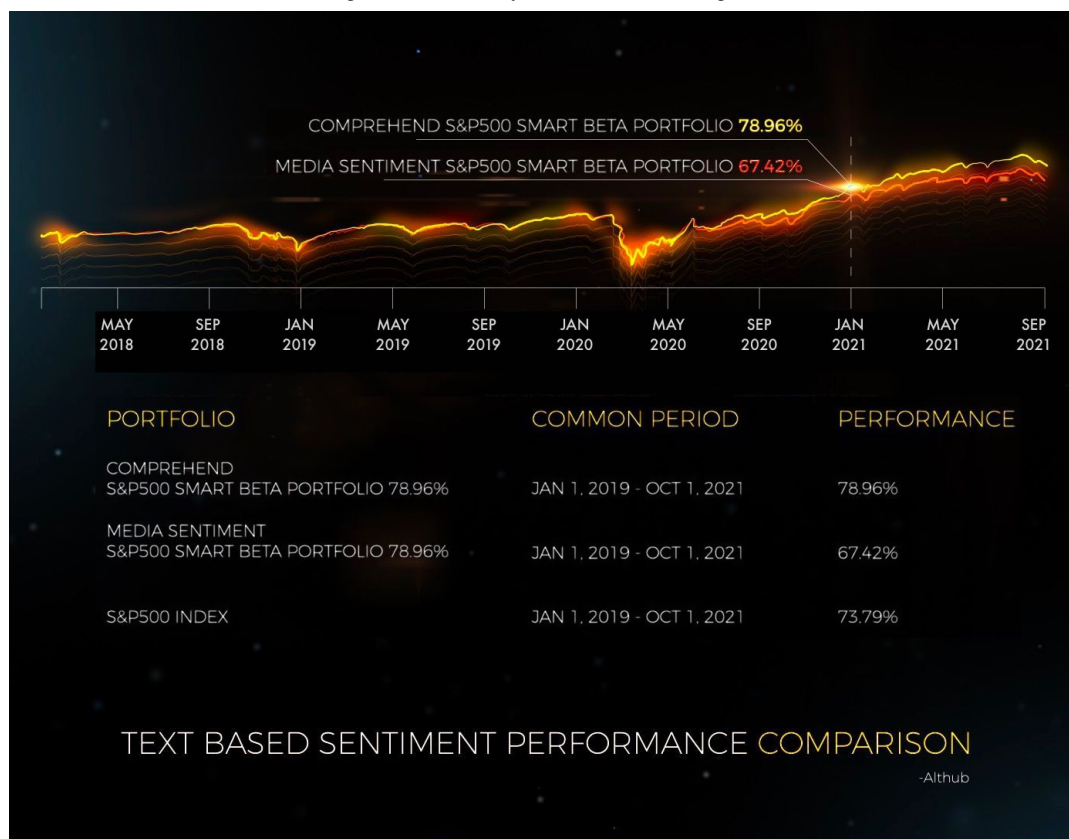 COMPREHEND S&P500 SMART BETA PORTFOLIO 78.96%
MEDIA SENTIMENT S&P500 SMART BETA PORTFOLIO 67.42%
MAY 2018
SEP 2018
JAN 2019
MAY 2019
SEP 2019
JAN 2020
MAY 2020
SEP 2020
JAN 2021
MAY 2021
SEP 2021
PORTFOLIO COMMON PERIOD PERFORMANCE
COMPREHEND
S&P500 SMART BETA PORTFOLIO 78.96% JAN 1, 2019 - OCT 1, 2021 78.96%
MEDIA SENTIMENT
S&P500 SMART BETA PORTFOLIO 78.96% JAN 1, 2019 - OCT 1, 2021 67.42%
S&P500 INDEX JAN 1, 2019 - OCT 1, 2021 73.79%
TEXT BASED SENTIMENT PERFORMANCE COMPARISON
-Althub